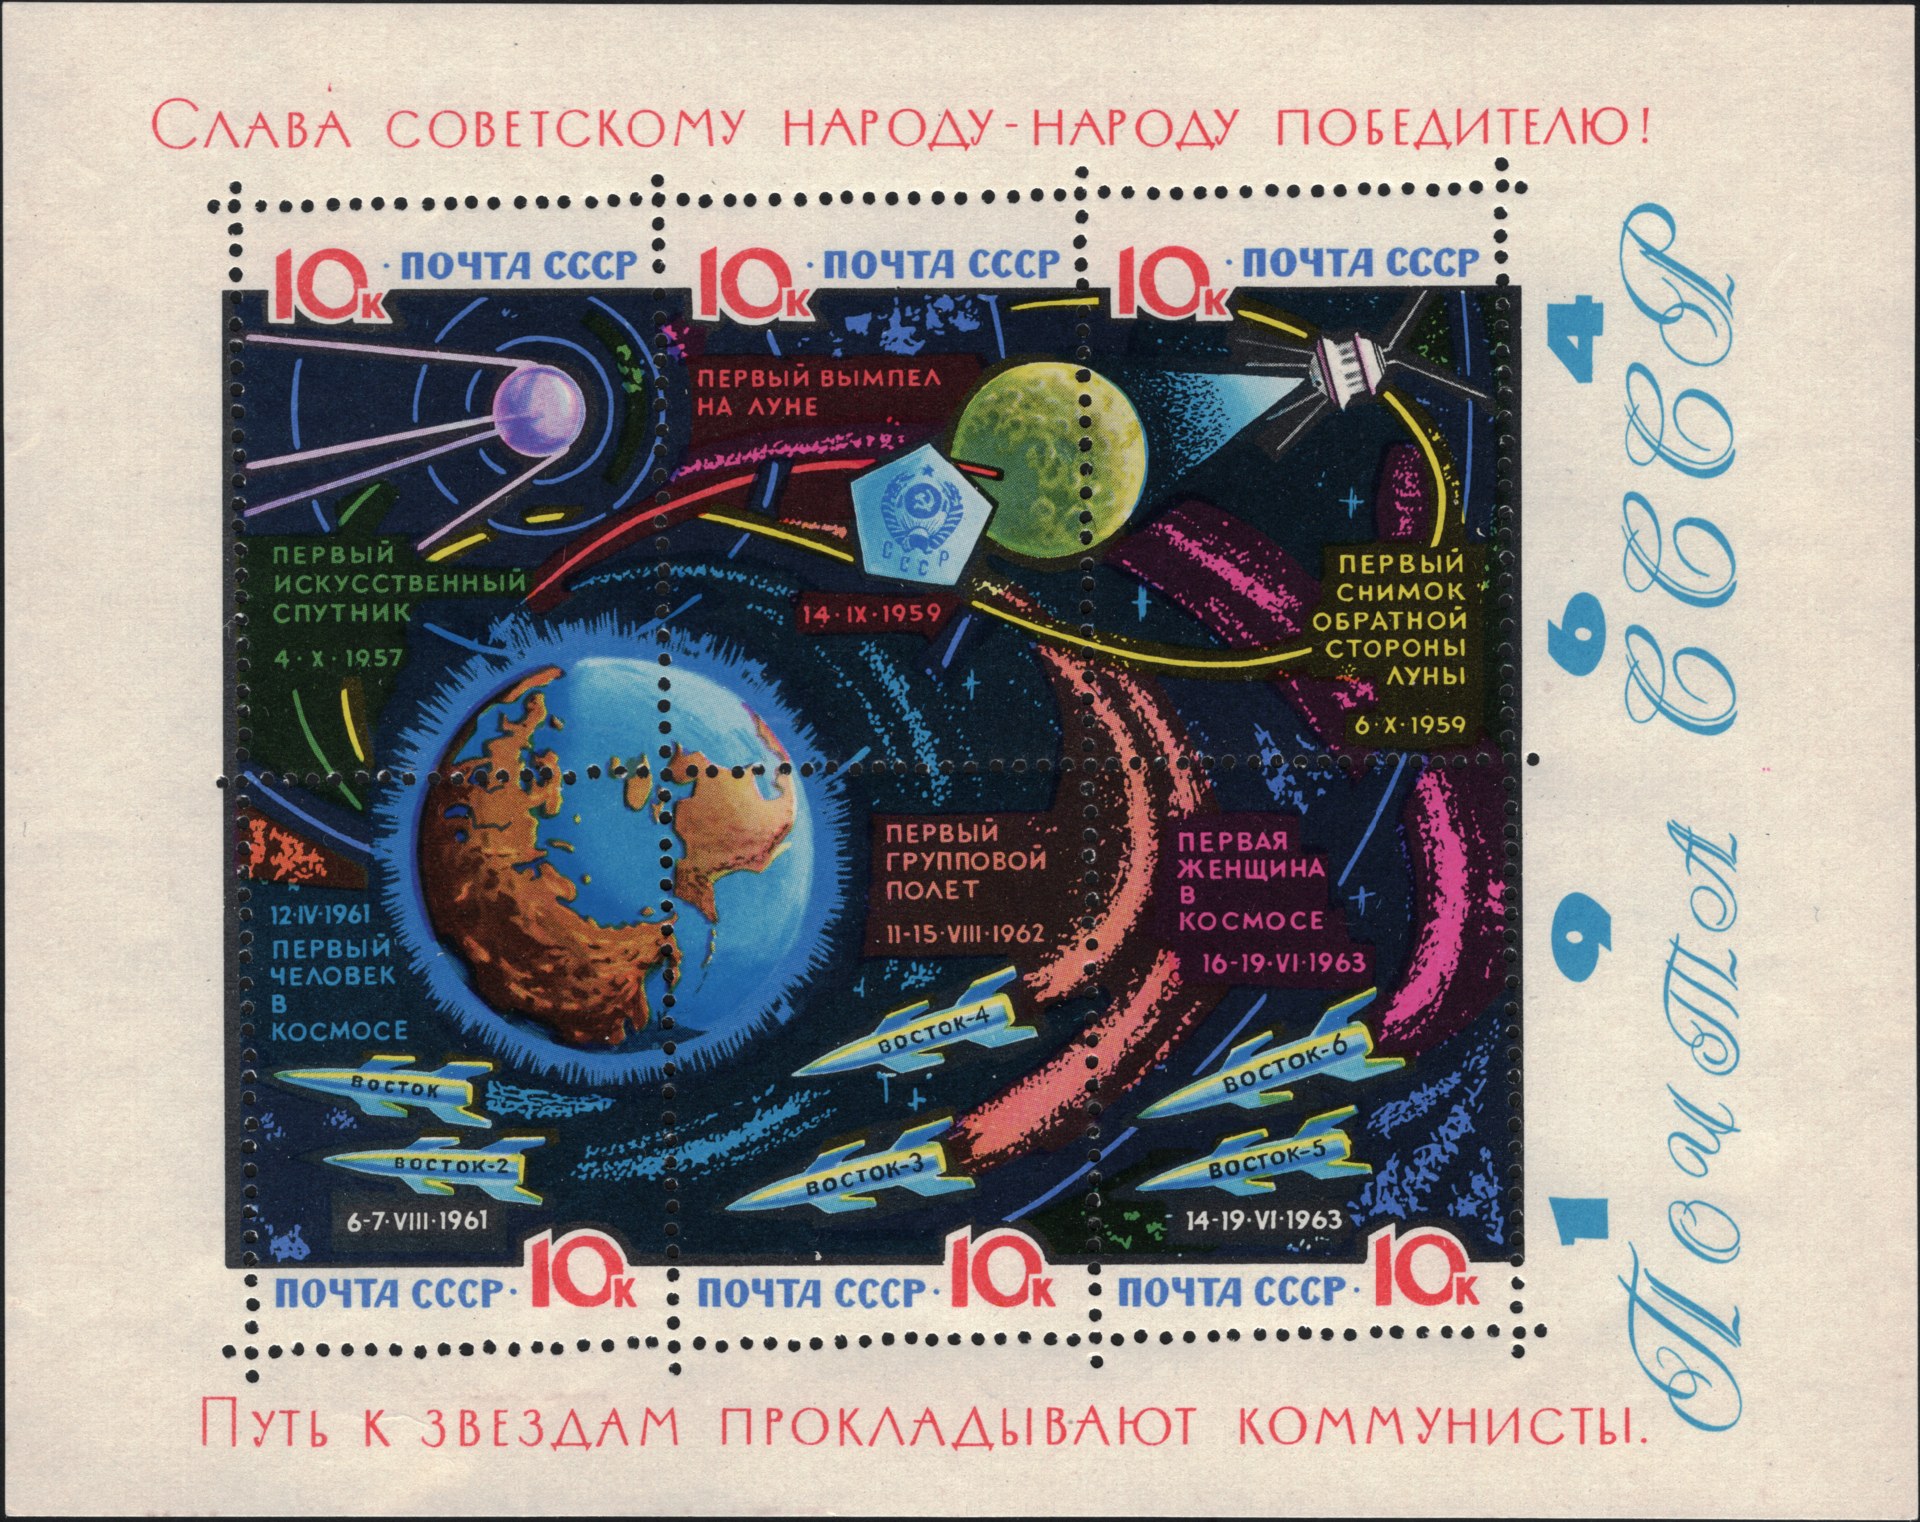 Слава советскому народу-народу победителю!
10к · ПОЧТА СССР
10к · ПОЧТА СССР
10к · ПОЧТА СССР
ПЕРВЫЙ
ИСКУССТВЕННЫЙ
СПУТНИК
4·X·1957
ПЕРВЫЙ ВЫМПЕЛ
НА ЛУНЕ
СССР
14·IX·1959
ПЕРВЫЙ
СНИМОК
ОБРАТНОЙ
СТОРОНЫ
ЛУНЫ
6·X·1959
12·IV·1961
ПЕРВЫЙ
ЧЕЛОВЕК
В
КОСМОСЕ
ВОСТОК
ВОСТОК-2
6-7·VIII·1961
ПОЧТА СССР · 10к
ПЕРВЫЙ
ГРУППОВОЙ
ПОЛЕТ
11-15·VIII·1962
ВОСТОК-4
ВОСТОК-3
ПОЧТА СССР · 10к
ПЕРВАЯ
ЖЕНЩИНА
В
КОСМОСЕ
16-19·VI·1963
ВОСТОК-6
ВОСТОК-5
14-19·VI·1963
ПОЧТА СССР · 10к
1964
Почта СССР
Путь к звездам прокладывают коммунисты.